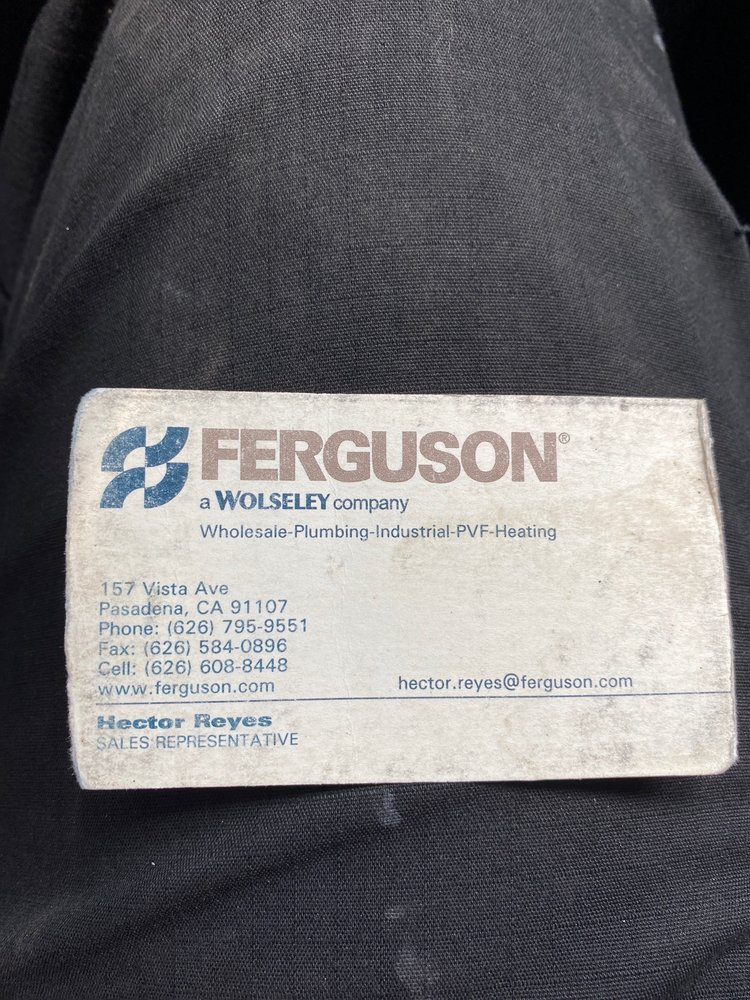 FERGUSON®
a WOLSELEY company
Wholesale-Plumbing-Industrial-PVF-Heating
157 Vista Ave
Pasadena, CA 91107
Phone: (626) 795-9551
Fax: (626) 584-0896
Cell: (626) 608-8448
www.ferguson.com
hector.reyes@ferguson.com
Hector Reyes
SALES REPRESENTATIVE